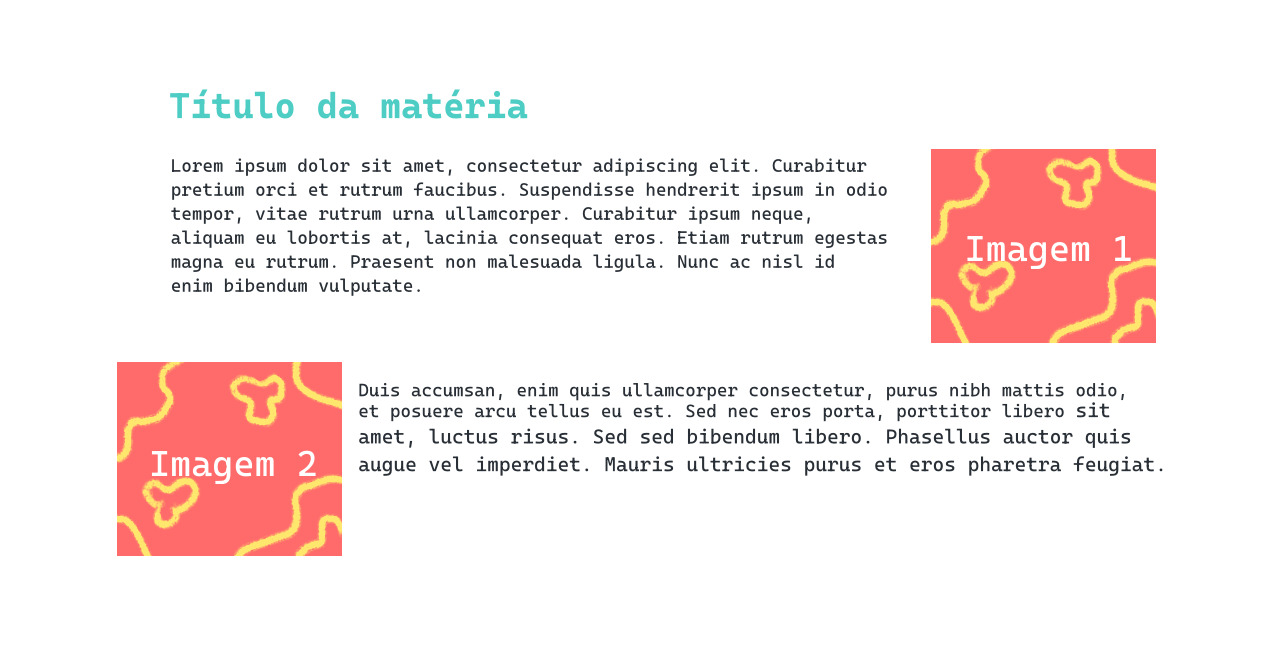 Título da matéria
Lorem ipsum dolor sit amet, consectetur adipiscing elit. Curabitur
pretium orci et rutrum faucibus. Suspendisse hendrerit ipsum in odio
tempor, vitae rutrum urna ullamcorper. Curabitur ipsum neque,
aliquam eu lobortis at, lacinia consequat eros. Etiam rutrum egestas
magna eu rutrum. Praesent non malesuada ligula. Nunc ac nisl id
enim bibendum vulputate.
Imagem 1
Imagem 2
Duis accumsan, enim quis ullamcorper consectetur, purus nibh mattis odio,
et posuere arcu tellus eu est. Sed nec eros porta, porttitor libero sit
amet, luctus risus. Sed sed bibendum libero. Phasellus auctor quis
augue vel imperdiet. Mauris ultricies purus et eros pharetra feugiat.